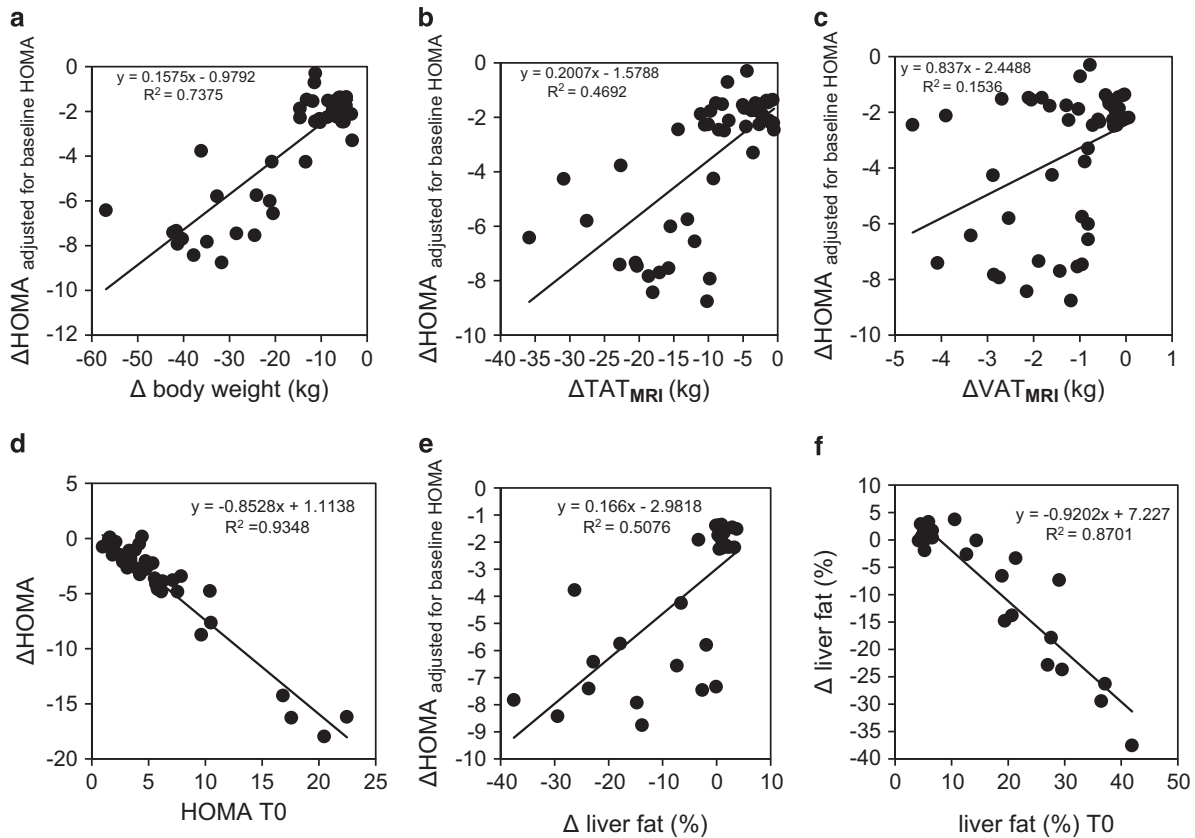 a
y = 0.1575x - 0.9792
R² = 0.7375
ΔHOMA adjusted for baseline HOMA
0
-2
-4
-6
-8
-10
-12
-60 -50 -40 -30 -20 -10 0
Δ body weight (kg)
b
y = 0.2007x - 1.5788
R² = 0.4692
ΔHOMA adjusted for baseline HOMA
0
-2
-4
-6
-8
-10
-40 -35 -30 -25 -20 -15 -10 -5 0
ΔTAT MRI (kg)
c
y = 0.837x - 2.4488
R² = 0.1536
ΔHOMA adjusted for baseline HOMA
0
-2
-4
-6
-8
-10
-5 -4 -3 -2 -1 0 1
ΔVAT MRI (kg)
d
y = -0.8528x + 1.1138
R² =0.9348
ΔHOMA
5
0
-5
-10
-15
-20
0 5 10 15 20 25
HOMA T0
e
y = 0.166x - 2.9818
R² = 0.5076
ΔHOMA adjusted for baseline HOMA
0
-1
-2
-3
-4
-5
-6
-7
-8
-9
-10
-40 -30 -20 -10 0 10
Δ liver fat (%)
f
y = -0.9202x + 7.227
R² = 0.8701
Δ liver fat (%)
10
5
0
-5
-10
-15
-20
-25
-30
-35
-40
0 10 20 30 40 50
liver fat (%) T0